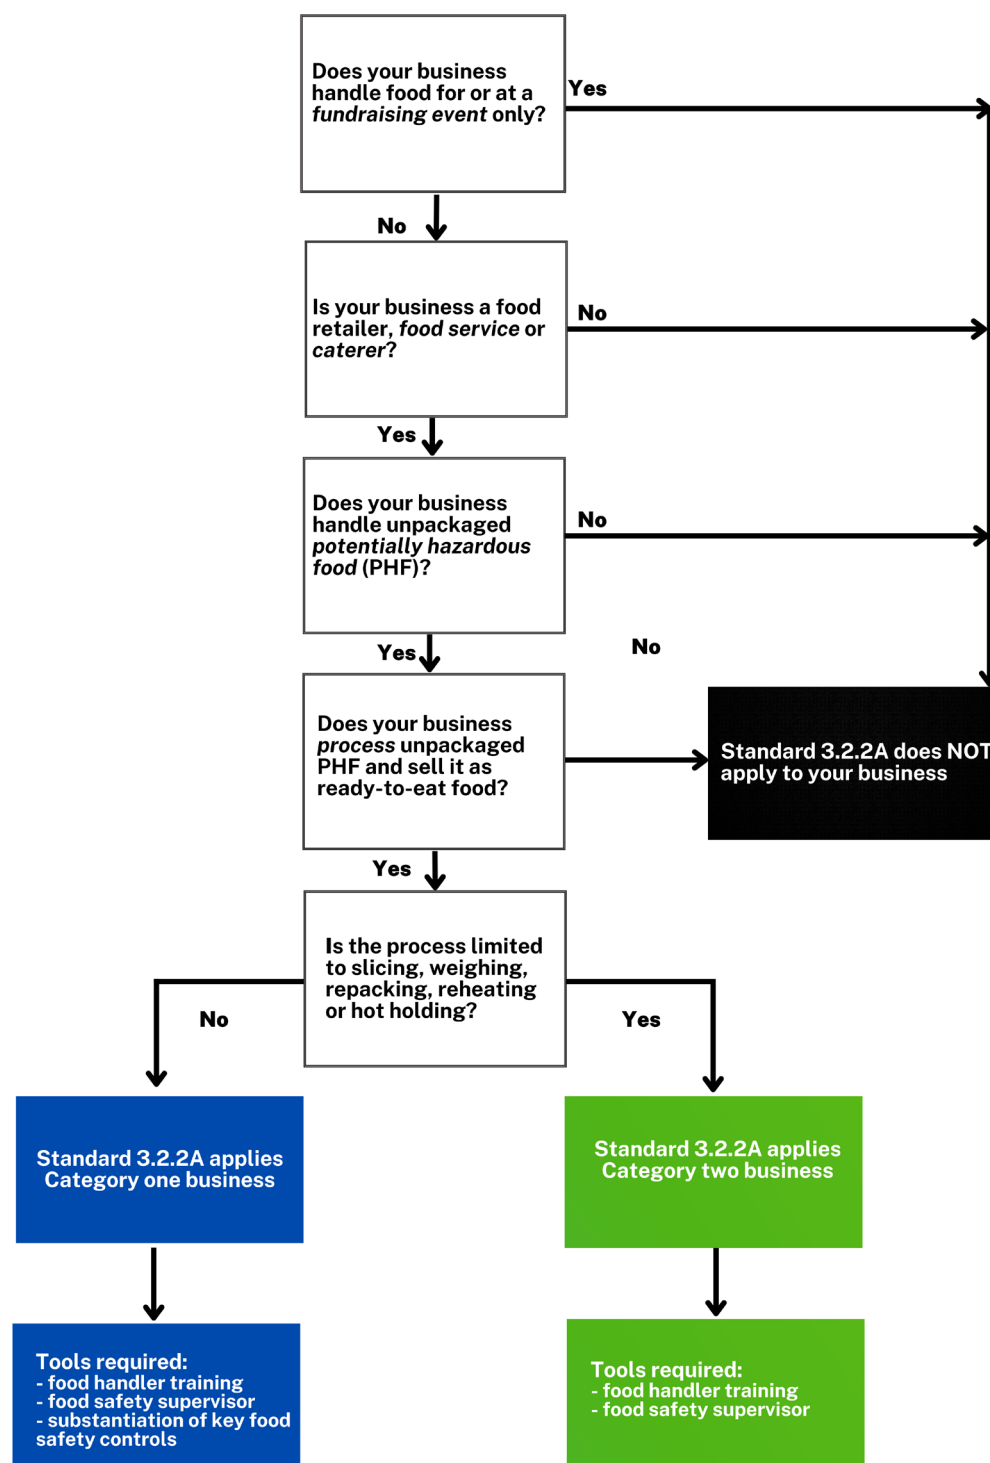 Does your business
handle food for or at a
fundraising event only?
Yes
No
Is your business a food
retailer, food service or
caterer?
No
Yes
Does your business
handle unpackaged
potentially hazardous
food (PHF)?
No
Yes
No
Does your business
process unpackaged
PHF and sell it as
ready-to-eat food?
Standard 3.2.2A does NOT
apply to your business
Yes
Is the process limited
to slicing, weighing,
repacking, reheating
or hot holding?
No
Yes
Standard 3.2.2A applies
Category one business
Standard 3.2.2A applies
Category two business
Tools required:
- food handler training
- food safety supervisor
- substantiation of key food
safety controls
Tools required:
- food handler training
- food safety supervisor